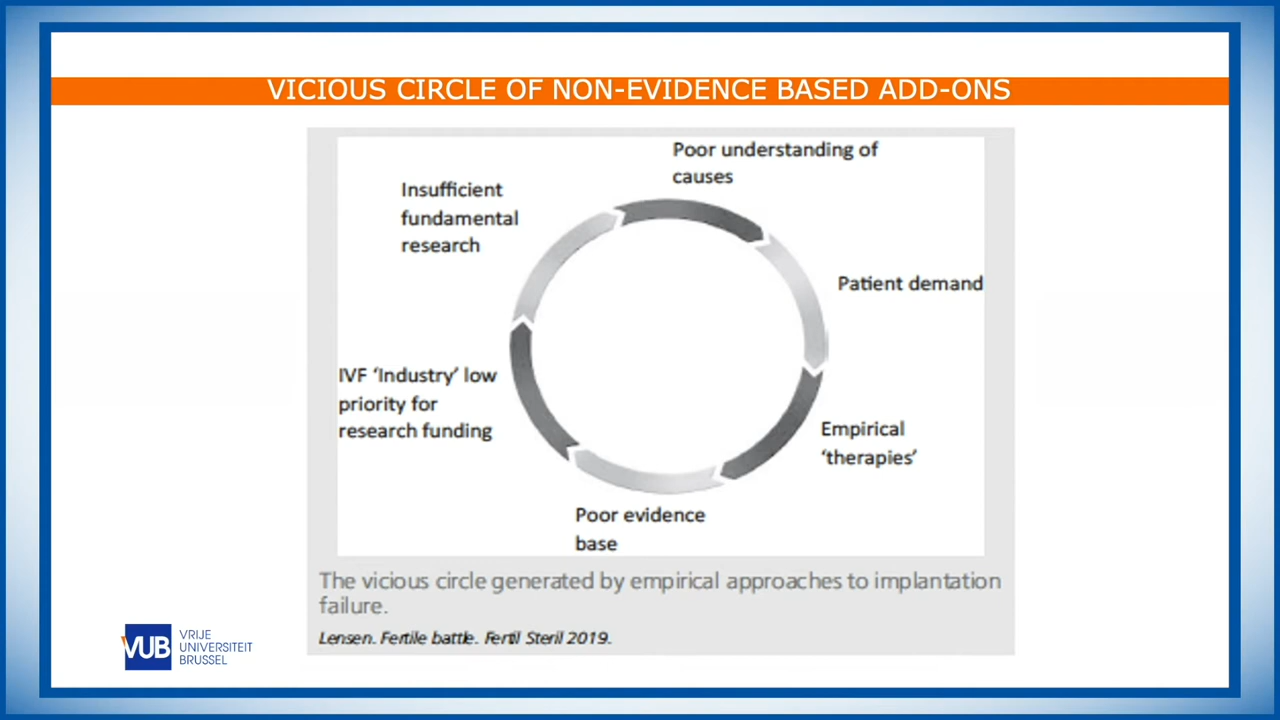 VICIOUS CIRCLE OF NON-EVIDENCE BASED ADD-ONS
Poor understanding of
causes
Insufficient
fundamental
research
Patient demand
IVF ‘Industry’ low
priority for
research funding
Empirical
‘therapies’
Poor evidence
base
The vicious circle generated by empirical approaches to implantation
failure.
Lensen. Fertile battle. Fertil Steril 2019.
VUB
VRIJE
UNIVERSITEIT
BRUSSEL